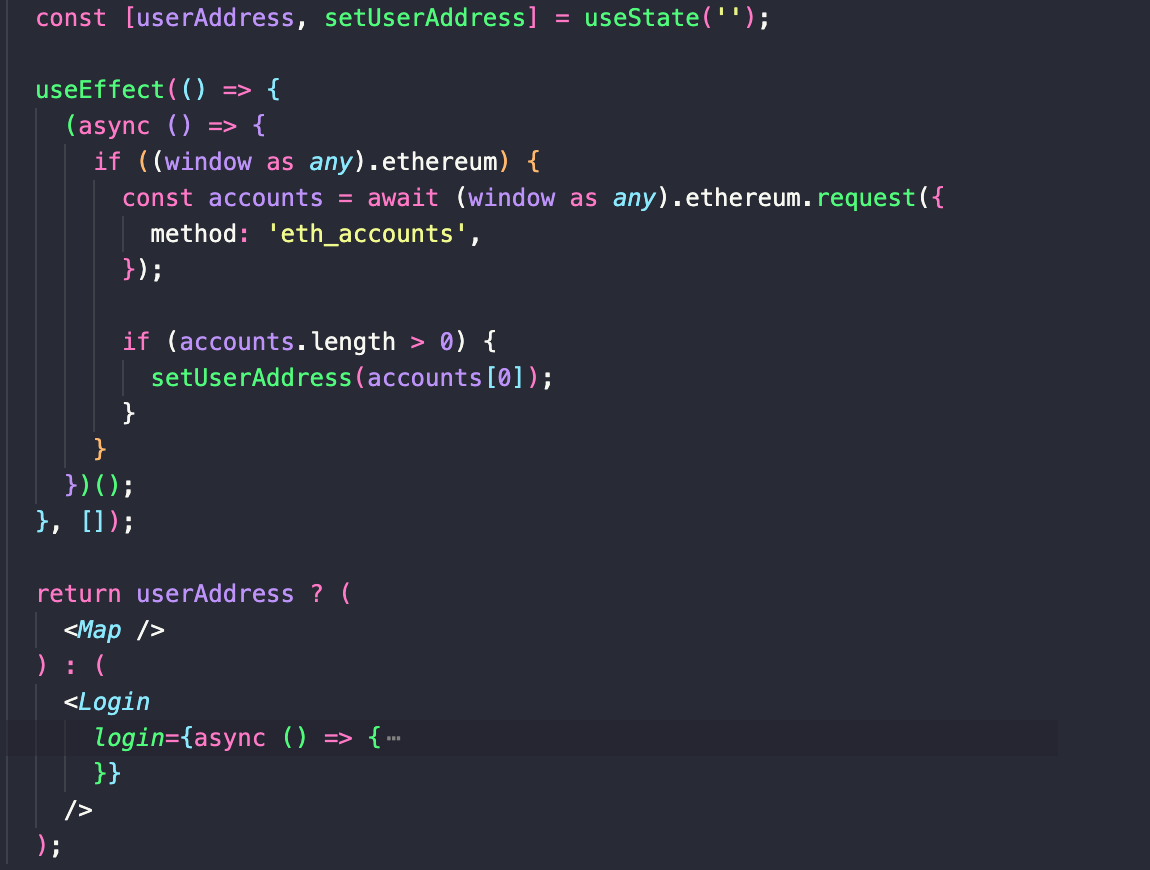 const [userAddress, setUserAddress] = useState('');
useEffect(() => {
(async () => {
if ((window as any).ethereum) {
const accounts = await (window as any).ethereum.request({
method: 'eth_accounts',
});
if (accounts.length > 0) {
setUserAddress(accounts[0]);
}
}
})();
}, []);
return userAddress ? (
<Map />
) : (
<Login
login={async () => {⋯
}}
/>
);